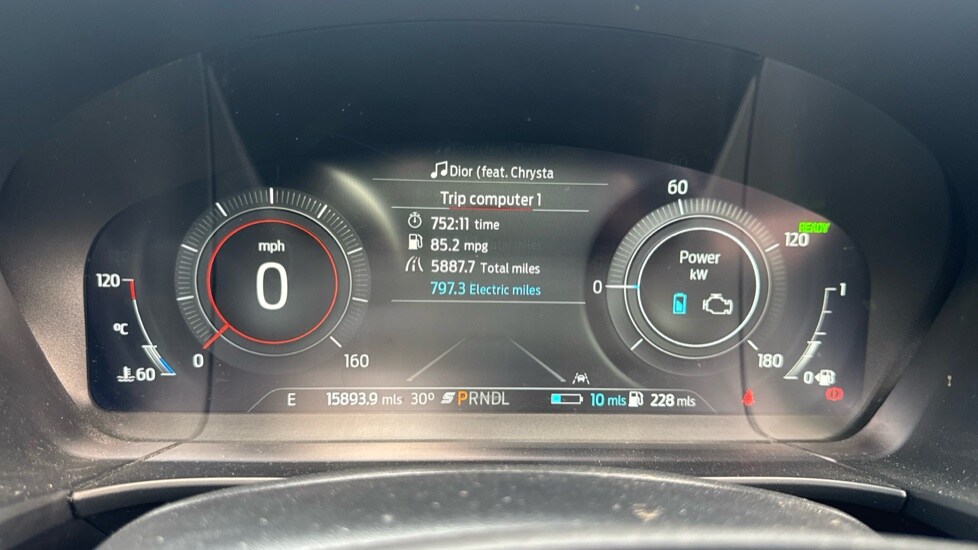 Dior (feat. Chrysta
Trip computer 1
752:11 time
85.2 mpg
5887.7 Total miles
797.3 Electric miles
mph
0
0
160
120
ºC
60
60
0
120
180
Power
kW
READY
1
0
E 15893.9 mls 30º PRNDL 10 mls 228 mls